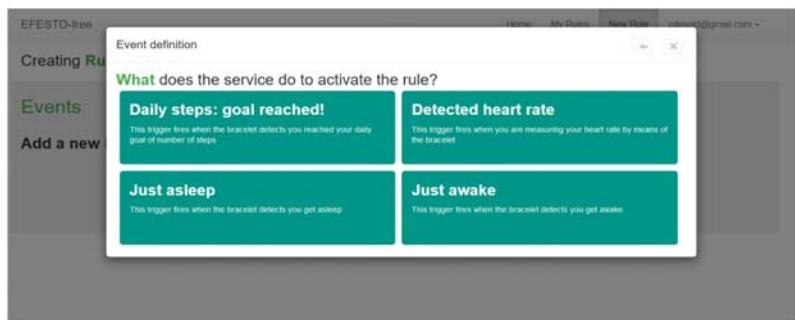 EFESTO-free
Home My Rules New Rule
Event definition
Creating Ru
What does the service do to activate the rule?
Events
Add a new
Daily steps: goal reached!
This trigger fires when the bracelet detects you reached your daily
goal of number of steps
Detected heart rate
This trigger fires when you are measuring your heart rate by means of
the bracelet
Just asleep
This trigger fires when the bracelet detects you get asleep
Just awake
This trigger fires when the bracelet detects you get awake